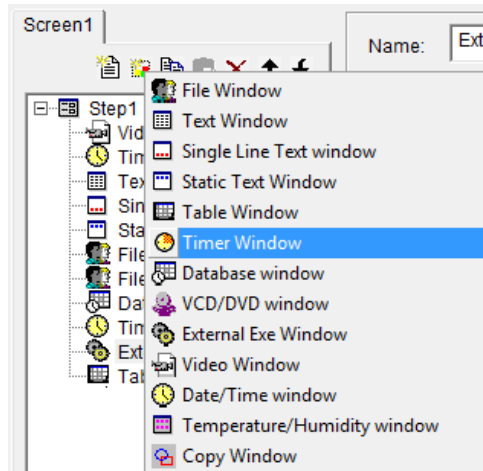 Screen1
Name: Ext
Step1
Vid
Tim
Tex
Sin
Sta
File
File
Dat
Tim
Ext
Tab
File Window
Text Window
Single Line Text window
Static Text Window
Table Window
Timer Window
Database window
VCD/DVD window
External Exe Window
Video Window
Date/Time window
Temperature/Humidity window
Copy Window